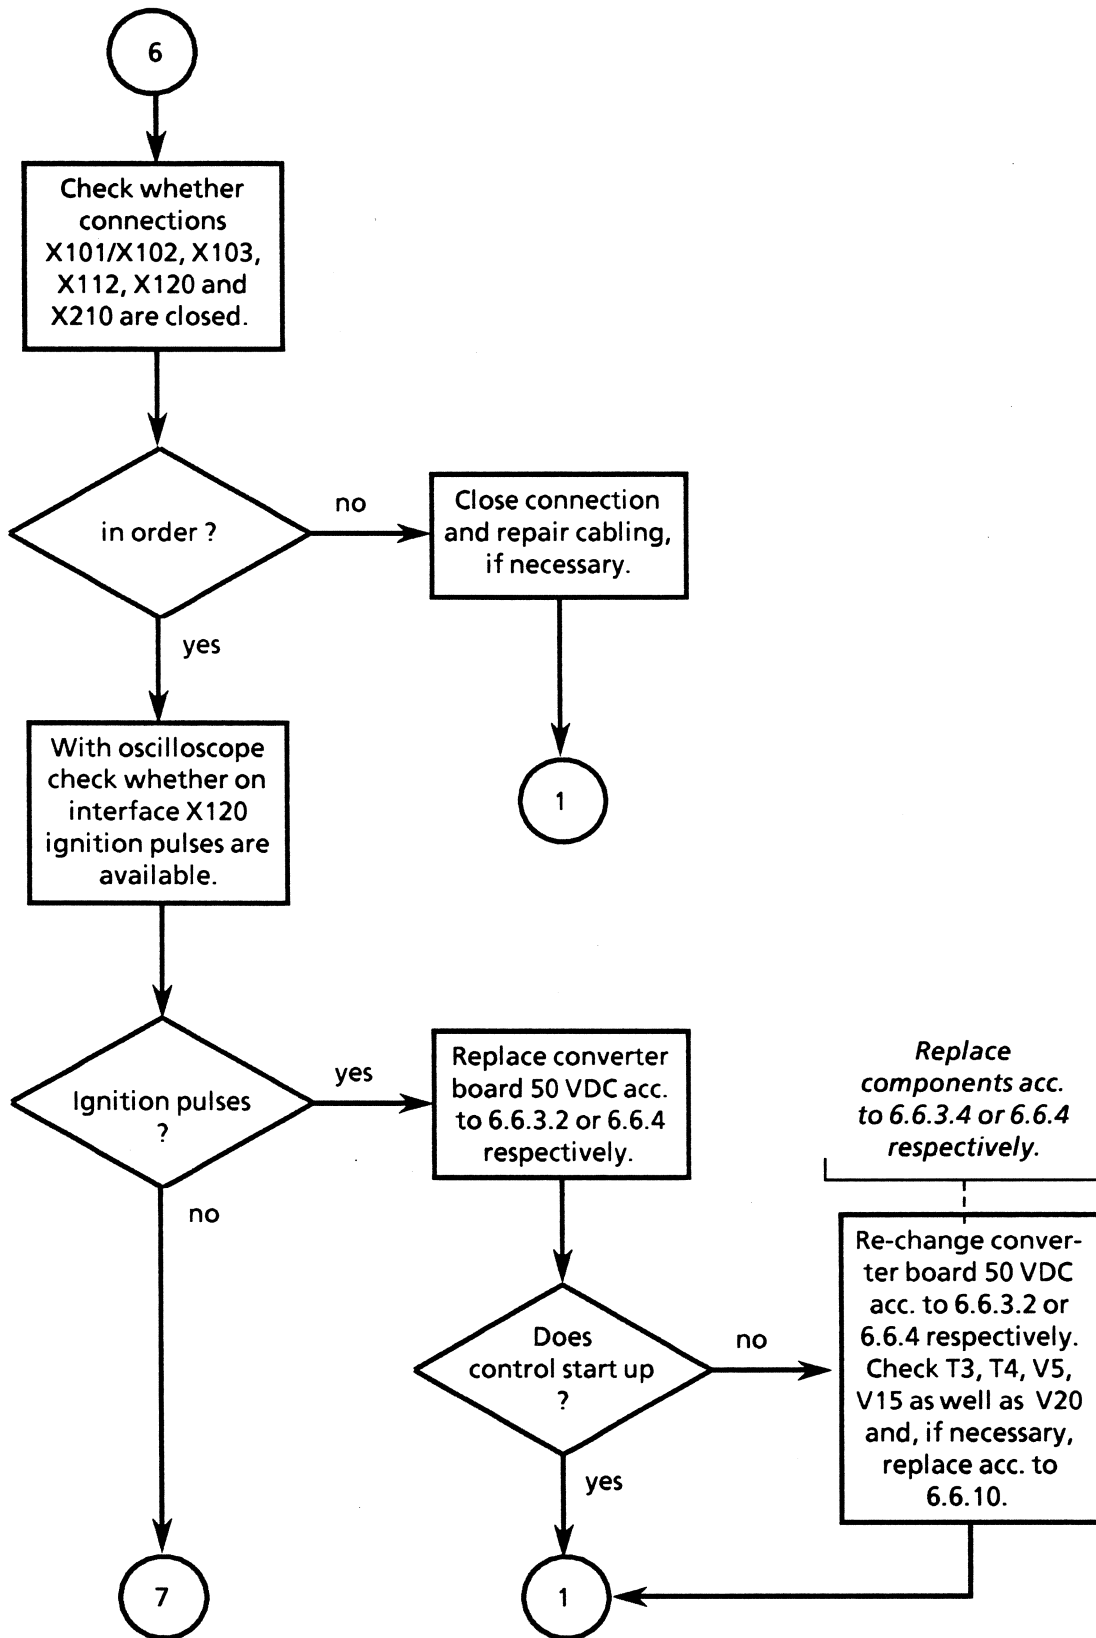 6
Check whether
connections
X101/X102, X103,
X112, X120 and
X210 are closed.
in order ?
no
Close connection
and repair cabling,
if necessary.
yes
1
With oscilloscope
check whether on
interface X120
ignition pulses are
available.
Ignition pulses
?
yes
Replace converter
board 50 VDC acc.
to 6.6.3.2 or 6.6.4
respectively.
no
Replace
components acc.
to 6.6.3.4 or 6.6.4
respectively.
Does
control start up
?
no
Re-change conver-
ter board 50 VDC
acc. to 6.6.3.2 or
6.6.4 respectively.
Check T3, T4, V5,
V15 as well as V20
and, if necessary,
replace acc. to
6.6.10.
yes
7
1